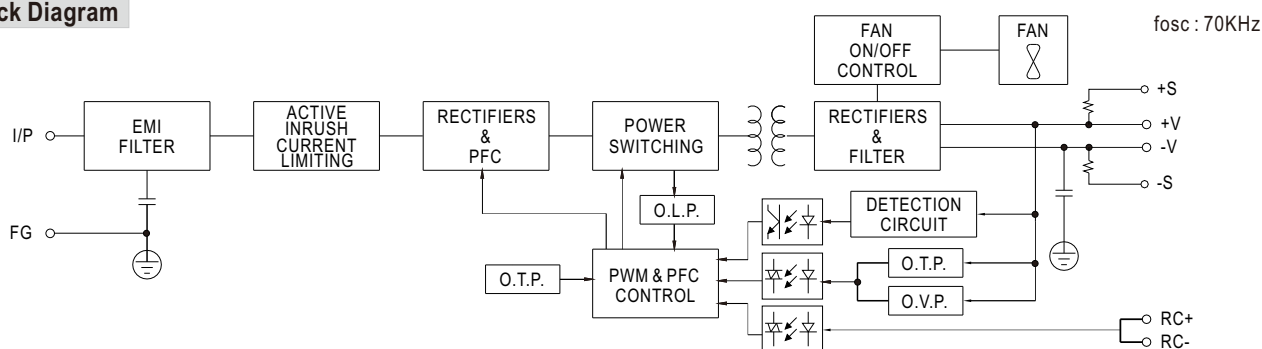 ck Diagram
fosc : 70KHz
FAN
ON/OFF
CONTROL
FAN
I/P
EMI
FILTER
ACTIVE
INRUSH
CURRENT
LIMITING
RECTIFIERS
&
PFC
POWER
SWITCHING
RECTIFIERS
&
FILTER
+S
+V
-V
-S
FG
O.L.P.
DETECTION
CIRCUIT
O.T.P.
PWM & PFC
CONTROL
O.T.P.
O.V.P.
RC+
RC-